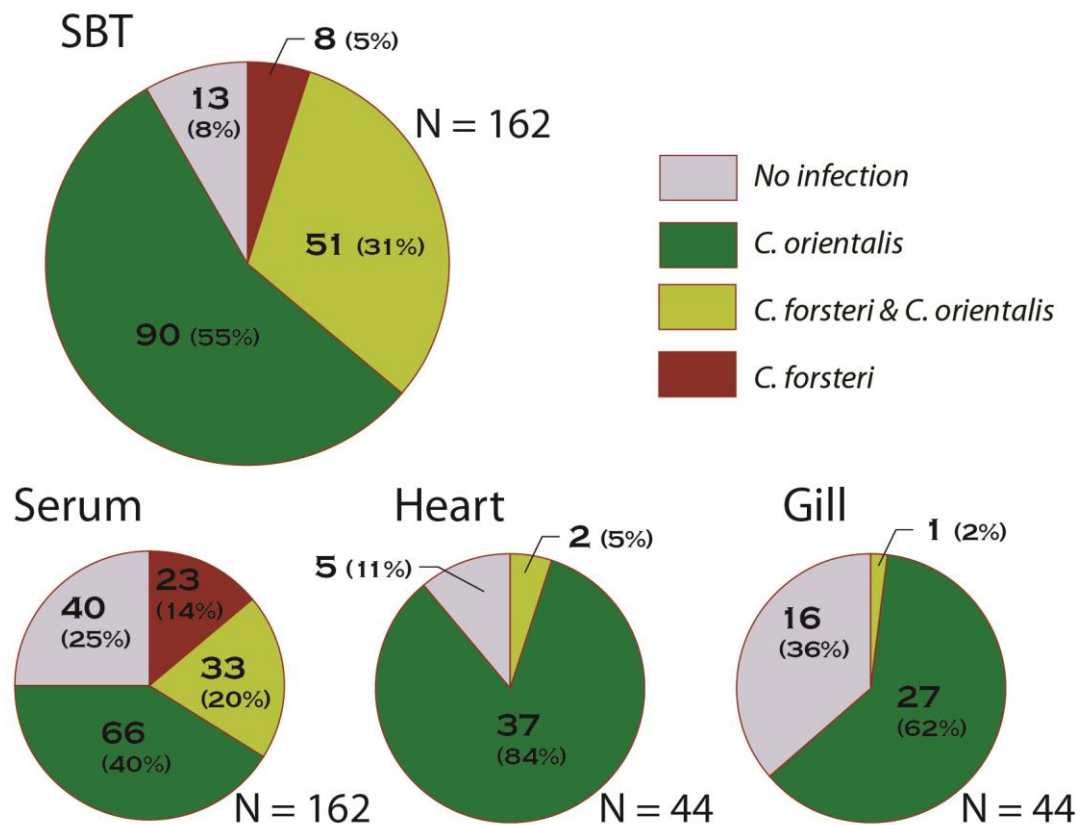 SBT
8 (5%)
13
(8%)
N = 162
51 (31%)
90 (55%)
No infection
C. orientalis
C. forsteri & C. orientalis
C. forsteri
Serum
23
(14%)
40
(25%)
33
(20%)
66
(40%)
N = 162
Heart
2 (5%)
5 (11%)
37
(84%)
N = 44
Gill
1 (2%)
16
(36%)
27
(62%)
N = 44